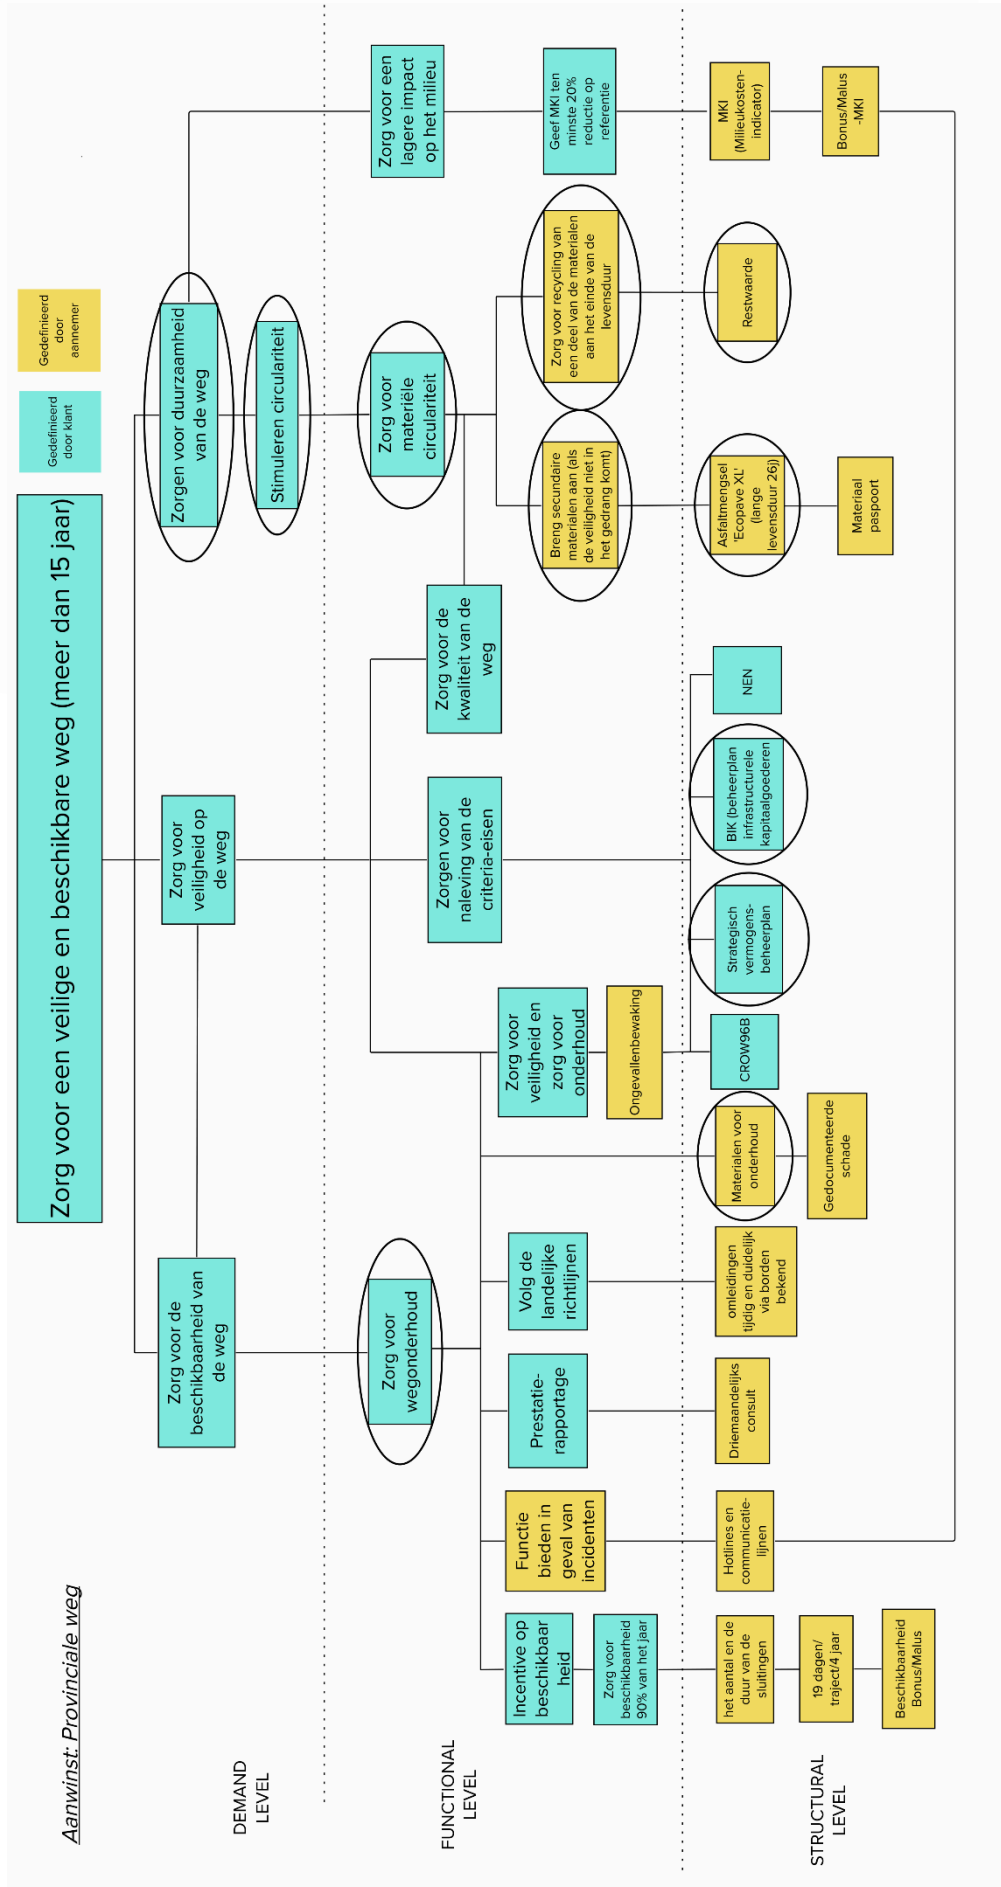 Aanwinst: Provinciale weg
Zorg voor een veilige en beschikbare weg (meer dan 15 jaar)
Gedefinieerd
door klant
Gedefinieerd
door
aannemer
DEMAND
LEVEL
Zorg voor de
beschikbaarheid van
de weg
Zorg voor
veiligheid op
de weg
Zorgen voor duurzaamheid
van de weg
Stimuleren circulariteit
FUNCTIONAL
LEVEL
Zorg voor
wegonderhoud
Zorg voor
materiële
circulariteit
Zorg voor een
lagere impact
op het milieu
Zorgen voor
naleving van de
criteria-eisen
Zorg voor de
kwaliteit van de
weg
Incentive op
beschikbaar
heid
Zorg voor
beschikbaarheid
90% van het jaar
Functie
bieden in
geval van
incidenten
Prestatie-
rapportage
Volg de
landelijke
richtlijnen
Zorg voor
veiligheid en
zorg voor
onderhoud
Ongevallenbewaking
Breng secundaire
materialen aan (als
de veiligheid niet in
het gedrang komt)
Zorg voor recycling van
een deel van de materialen
aan het einde van de
levensduur
Geef MKI ten
minste 20%
reductie op
referentie
STRUCTURAL
LEVEL
het aantal en de
duur van de
sluitingen
19 dagen/
traject/4 jaar
Beschikbaarheid
Bonus/Malus
Hotlines en
communicatie-
lijnen
Driemaandelijks
consult
omleidingen
tijdig en duidelijk
via borden
bekend
Materialen voor
onderhoud
Gedocumenteerde
schade
CROW96B
Strategisch
vermogens-
beheerplan
BIK (beheerplan
infrastructurele
kapitaalgoederen
NEN
Asfaltmengsel
'Ecopave XL'
(lange
levensduur 26j)
Materiaal
paspoort
Restwaarde
MKI
(Milieukosten-
indicator)
Bonus/Malus
-MKI